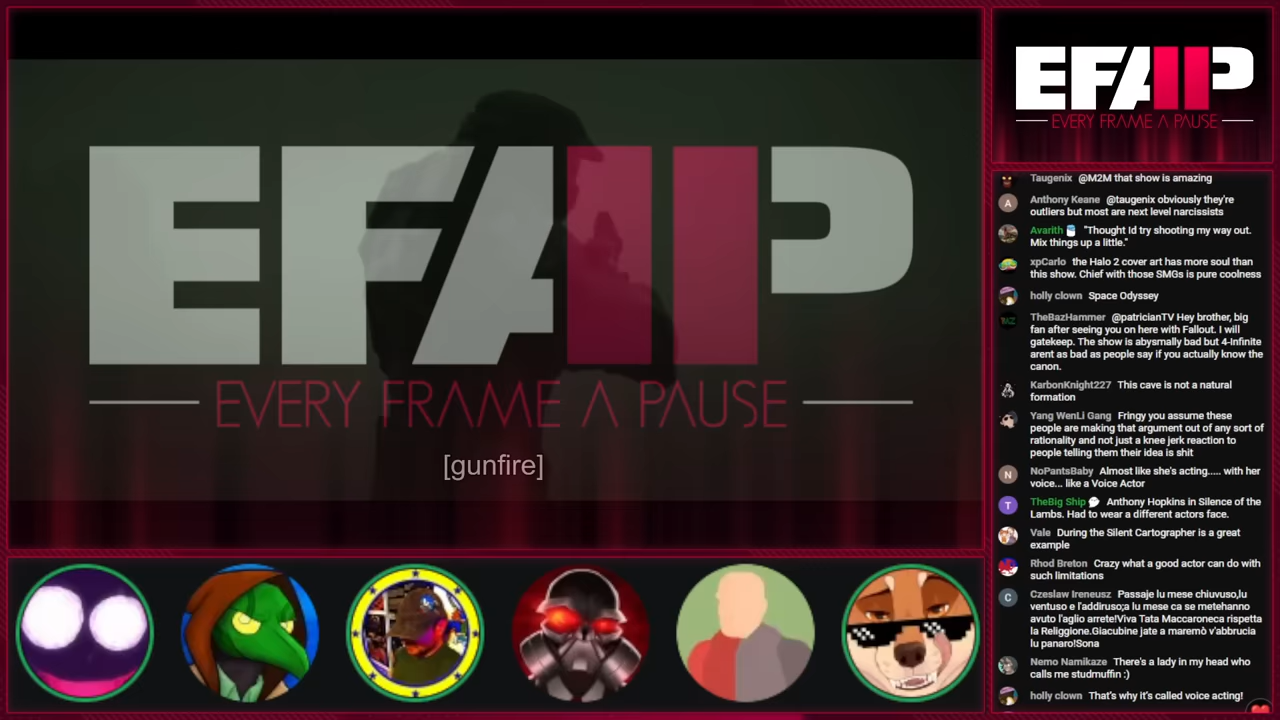 EFAP
EVERY FRAME A PAUSE
[gunfire]
EFAP
EVERY FRAME A PAUSE
Taugenix @M2M that show is amazing
A
Anthony Keane @taugenix obviously they're
outliers but most are next level narcissists
Avarith "Thought Id try shooting my way out.
Mix things up a little."
xpCarlo the Halo 2 cover art has more soul than
this show. Chief with those SMGs is pure coolness
holly clown Space Odyssey
TheBazHammer @patricianTV Hey brother, big
fan after seeing you on here with Fallout. I will
gatekeep. The show is abysmally bad but 4-Infinite
arent as bad as people say if you actually know the
canon.
KarbonKnight227 This cave is not a natural
formation
Yang WenLi Gang Fringy you assume these
people are making that argument out of any sort of
rationality and not just a knee jerk reaction to
people telling them their idea is shit
N
NoPantsBaby Almost like she's acting..... with her
voice... like a Voice Actor
T
TheBig Ship Anthony Hopkins in Silence of the
Lambs. Had to wear a different actors face.
Vale During the Silent Cartographer is a great
example
Rhod Breton Crazy what a good actor can do with
such limitations
C
Czeslaw Ireneusz Passaje lu mese chiuvuso,lu
ventuso e l'addiruso;a lu mese ca se metehanno
avuto l'aglio arrete!Viva Tata Maccaroneca rispetta
la Religgione.Giacubine jate a maremò v'abbrucia
lu panaro!Sona
Nemo Namikaze There's a lady in my head who
calls me studmuffin :)
holly clown That's why it's called voice acting!